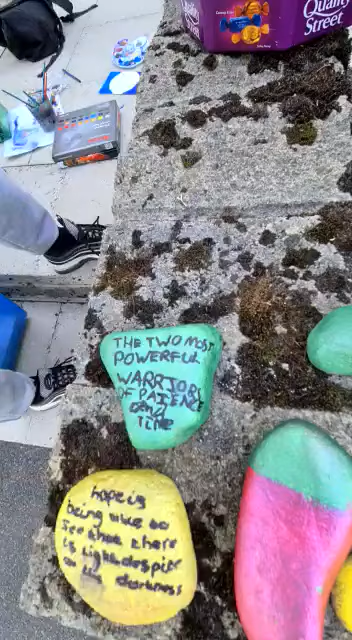 Quality
Street
THE TWO MOST
POWERFUL
WARRIORS
OF PATIENCE
and
TIME
hope is
being able to
see that there
is light despite
all the darkness